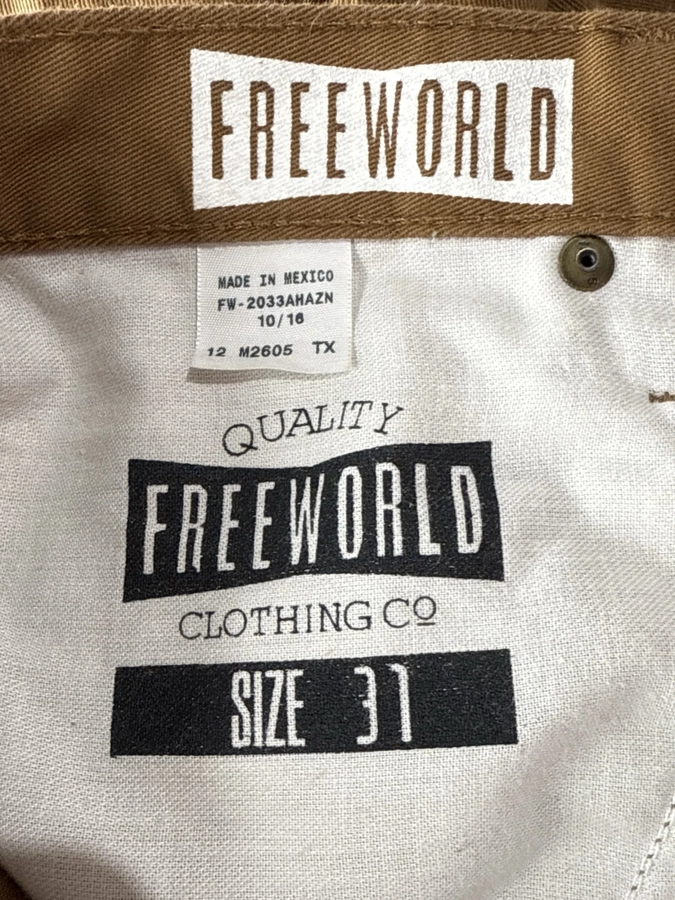 FREEWORLD
MADE IN MEXICO
FW-2033AHAZN
10/16
12 M2605 TX
QUALITY
FREEWORLD
CLOTHING Cº
SIZE 31